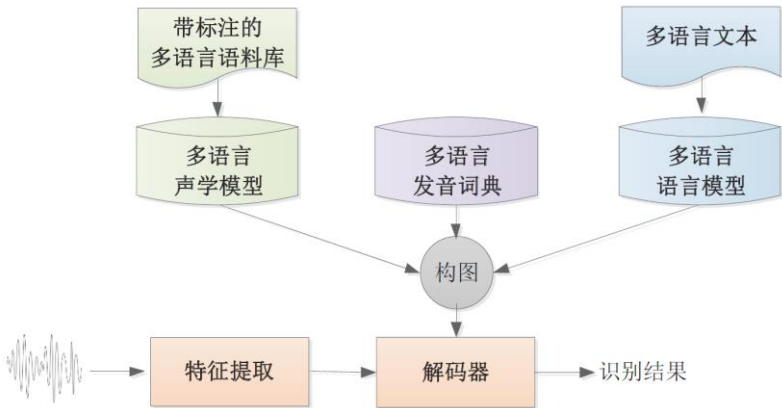 带标注的
多语言语料库
多语言文本
多语言
声学模型
多语言
发音词典
多语言
语言模型
构图
特征提取
解码器
识别结果